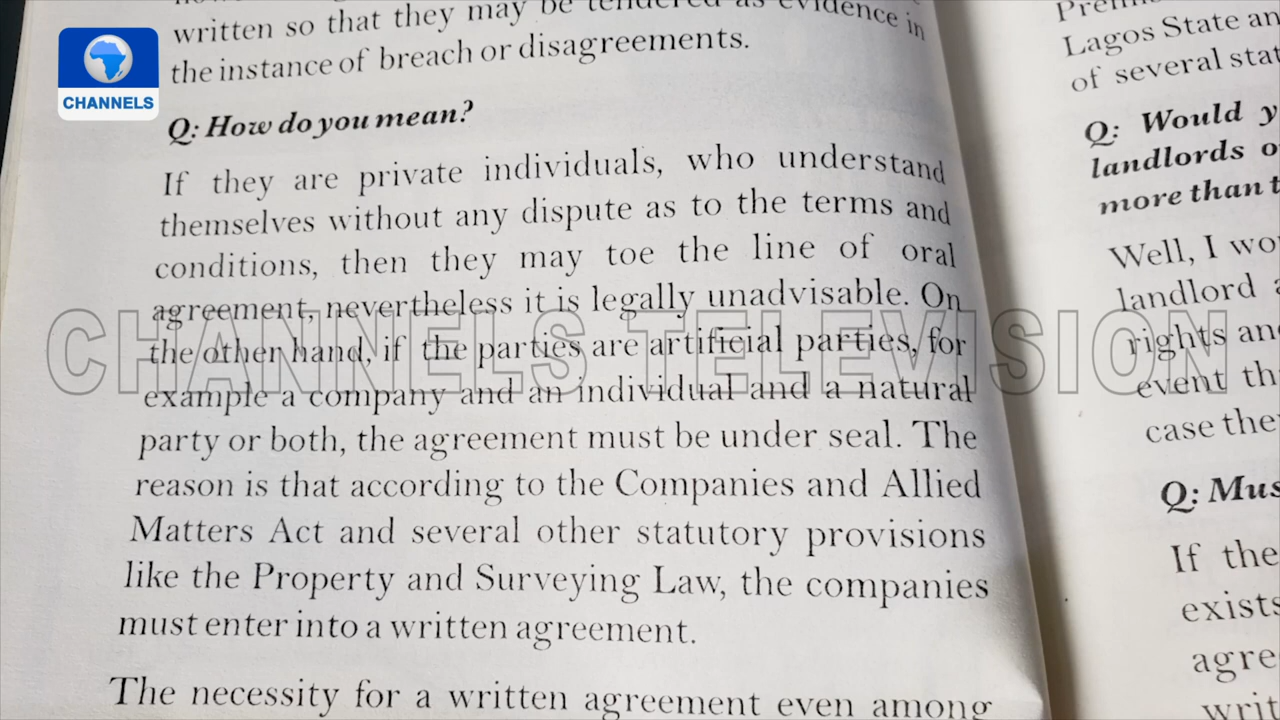 CHANNELS
written so that they may be tendered as evidence in
the instance of breach or disagreements.
Q: How do you mean?
If they are private individuals, who understand
themselves without any dispute as to the terms and
conditions, then they may toe the line of oral
agreement, nevertheless it is legally unadvisable. On
the other hand, if the parties are artificial parties, for
example a company and an individual and a natural
party or both, the agreement must be under seal. The
reason is that according to the Companies and Allied
Matters Act and several other statutory provisions
like the Property and Surveying Law, the companies
must enter into a written agreement.
The necessity for a written agreement even among
CHANNELS TELEVISION
Lagos State an
of several stat
Q: Would y
landlords o
more than t
Well, I wo
landlord a
rights an
event th
case the
Q: Mus
If the
exists
agre
writ